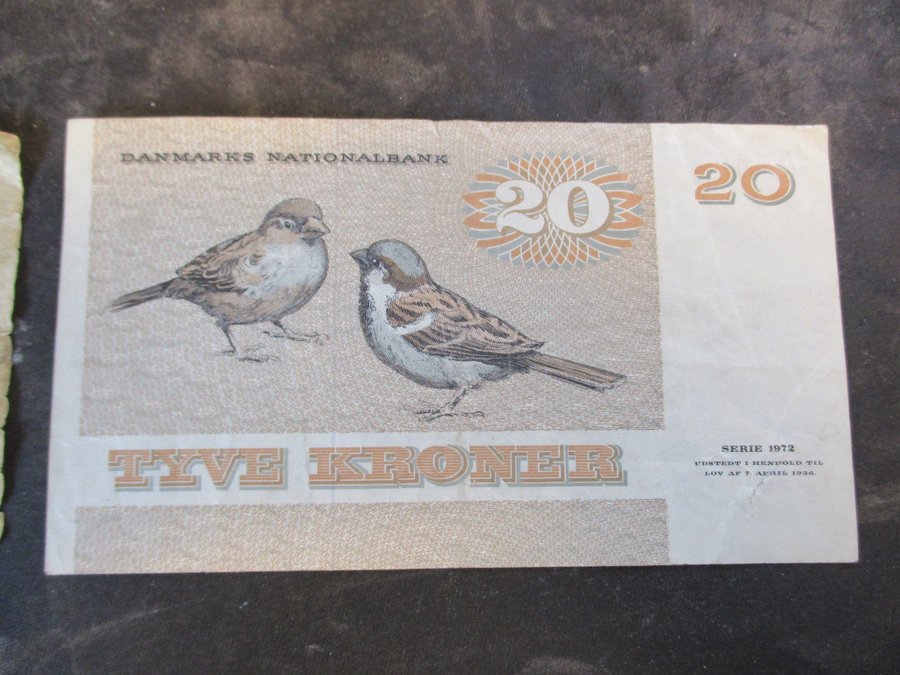 DANMARKS NATIONALBANK
20
20
TYVE KRONER
SERIE 1972
UDSTEDT I HENHOLD TIL
LOV AF 7. APRIL 1936.